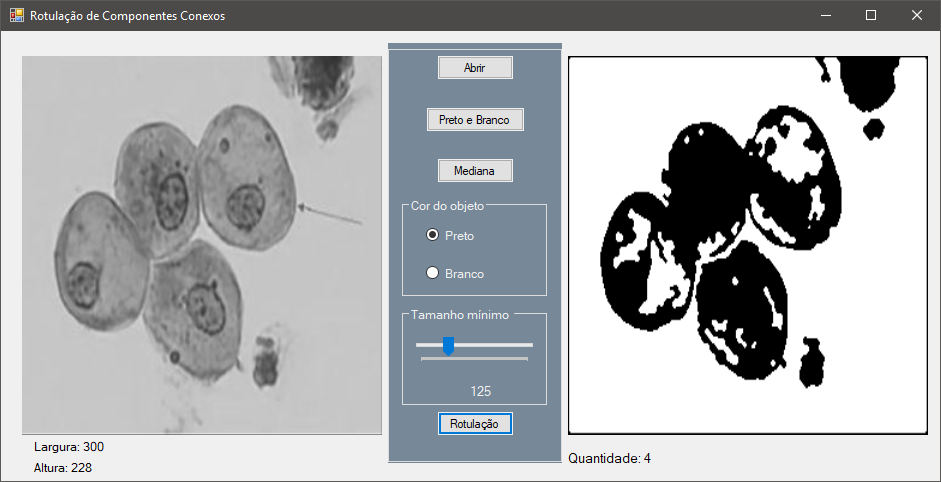 Rotulação de Componentes Conexos
Abrir
Preto e Branco
Mediana
Cor do objeto
Preto
Branco
Tamanho mínimo
125
Rotulação
Largura: 300
Altura: 228
Quantidade: 4